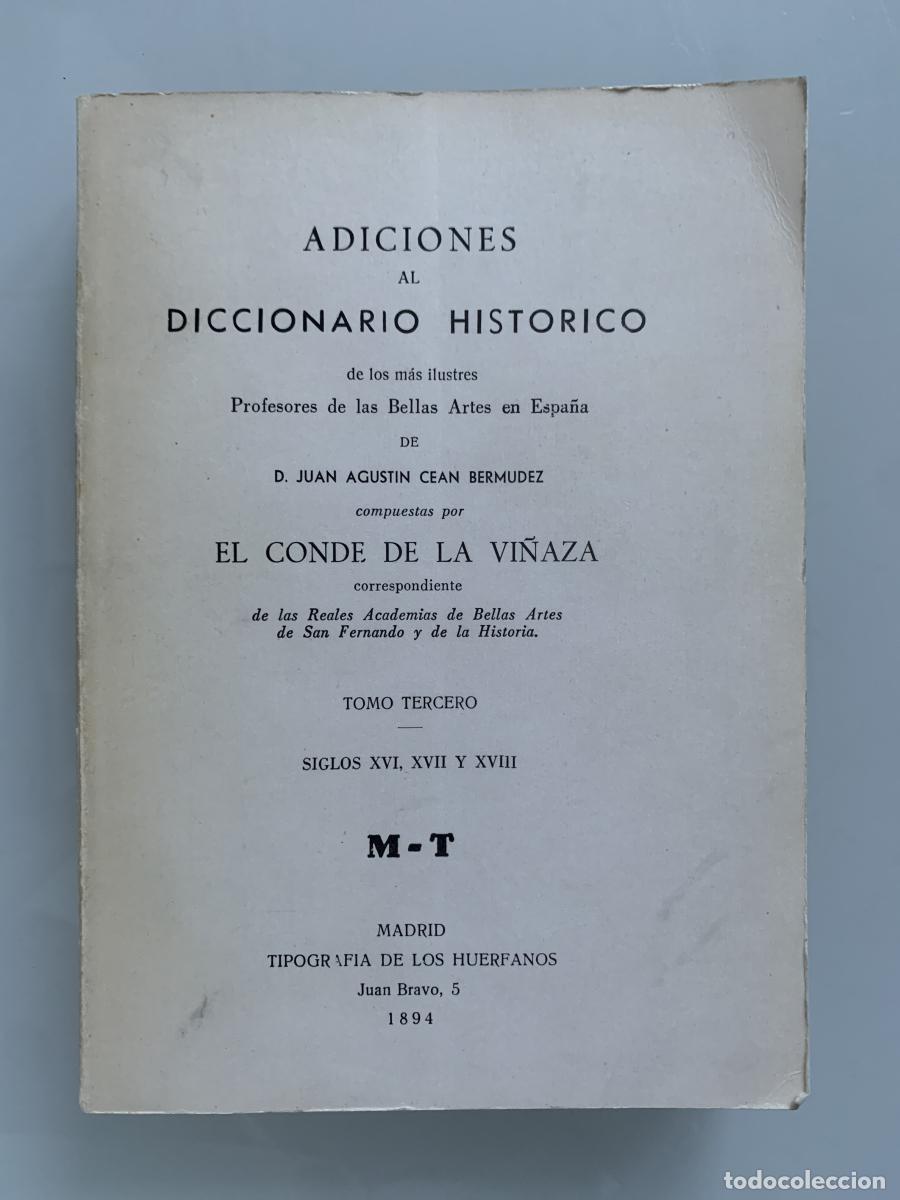 ADICIONES
AL
DICCIONARIO HISTORICO
de los más ilustres
Profesores de las Bellas Artes en España
DE
D. JUAN AGUSTIN CEAN BERMUDEZ
compuestas por
EL CONDE DE LA VIÑAZA
correspondiente
de las Reales Academias de Bellas Artes
de San Fernando y de la Historia.
TOMO TERCERO
SIGLOS XVI, XVII Y XVIII
M-T
MADRID
TIPOGRAFIA DE LOS HUERFANOS
Juan Bravo, 5
1894
todocoleccion